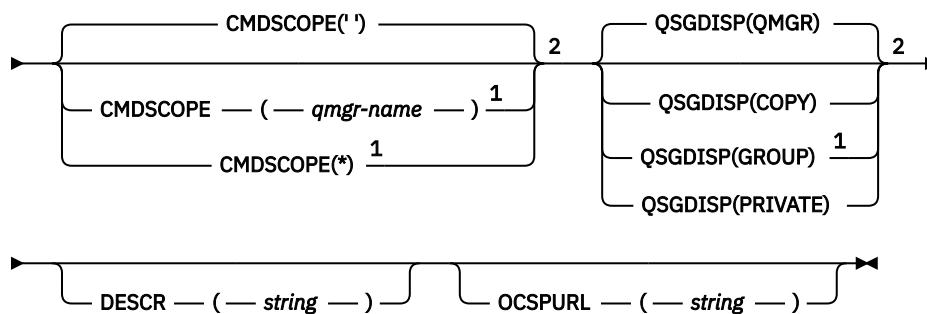 CMDSCOPE(' ')
2
CMDSCOPE ( qmgr-name ) 1
CMDSCOPE(*) 1
QSGDISP(QMGR)
2
QSGDISP(COPY)
QSGDISP(GROUP) 1
QSGDISP(PRIVATE)
DESCR ( string )
OCSPURL ( string )